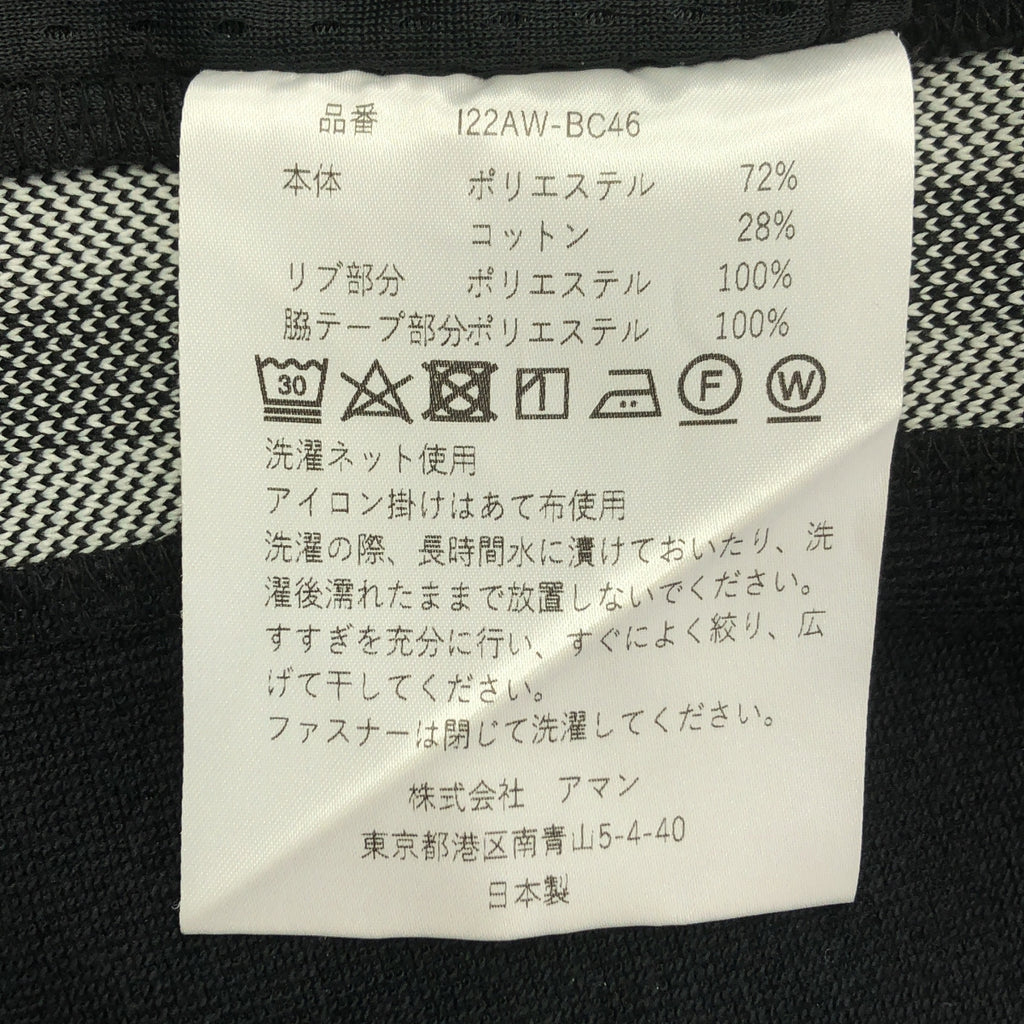 品番 I22AW-BC46
本体 ポリエステル 72%
コットン 28%
リブ部分 ポリエステル 100%
脇テープ部分ポリエステル 100%
30 F W
洗濯ネット使用
アイロン掛けはあて布使用
洗濯の際、長時間水に漬けておいたり、洗
濯後濡れたままで放置しないでください。
すすぎを充分に行い、すぐによく絞り、広
げて干してください。
ファスナーは閉じて洗濯してください。
株式会社 アマン
東京都港区南青山5-4-40
日本製